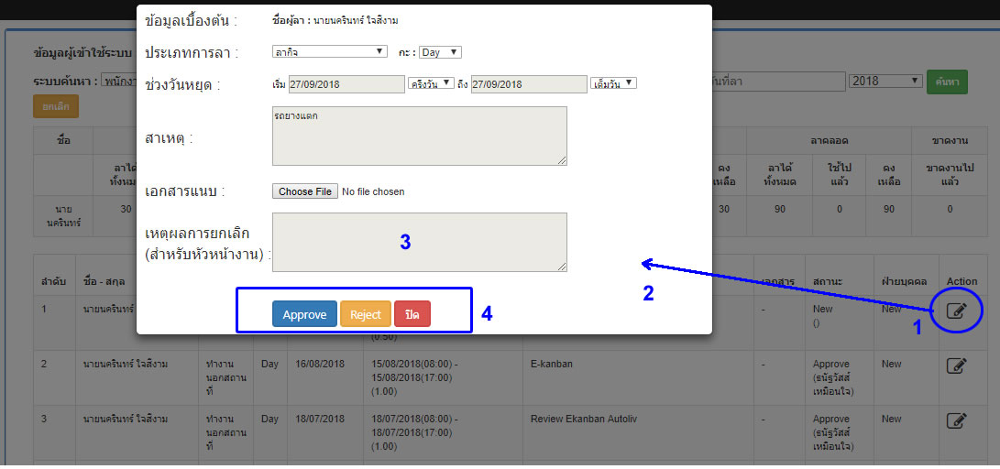 ข้อมูลเบื้องต้น : ชื่อผู้ลา : นายนครินทร์ ใจสีงาม
ประเภทการลา : ลากิจ กะ : Day
ช่วงวันหยุด : เริ่ม 27/09/2018 ครึ่งวัน ถึง 27/09/2018 เต็มวัน
สาเหตุ : รถยางแตก
เอกสารแนบ : Choose File No file chosen
เหตุผลการยกเลิก
(สำหรับหัวหน้างาน) : 3
Approve Reject ปิด 4
2
1
ข้อมูลผู้เข้าใช้ระบบ
ระบบค้นหา : พนักงา วันที่ลา 2018 ค้นหา
ยกเลิก
ชื่อ ลาคลอด ขาดงาน
ลาได้ทั้งหมด คงเหลือ ลาได้ทั้งหมด ใช้ไปแล้ว คงเหลือ ขาดงานไปแล้ว
นายนครินทร์ 30 30 90 0 90 0
ลำดับ ชื่อ - สกุล เอกสาร สถานะ ฝ่ายบุคคล Action
1 นายนครินทร์ (0.50) - New () New
2 นายนครินทร์ ใจสีงาม ทำงานนอกสถานที่ Day 16/08/2018 15/08/2018(08:00) - 15/08/2018(17:00) (1.00) E-kanban - Approve (ธนัฐวัสส์ เหมือนใจ) New
3 นายนครินทร์ ใจสีงาม ทำงานนอกสถานที่ Day 18/07/2018 18/07/2018(08:00) - 18/07/2018(17:00) (1.00) Review Ekanban Autoliv - Approve (ธนัฐวัสส์ เหมือนใจ) New